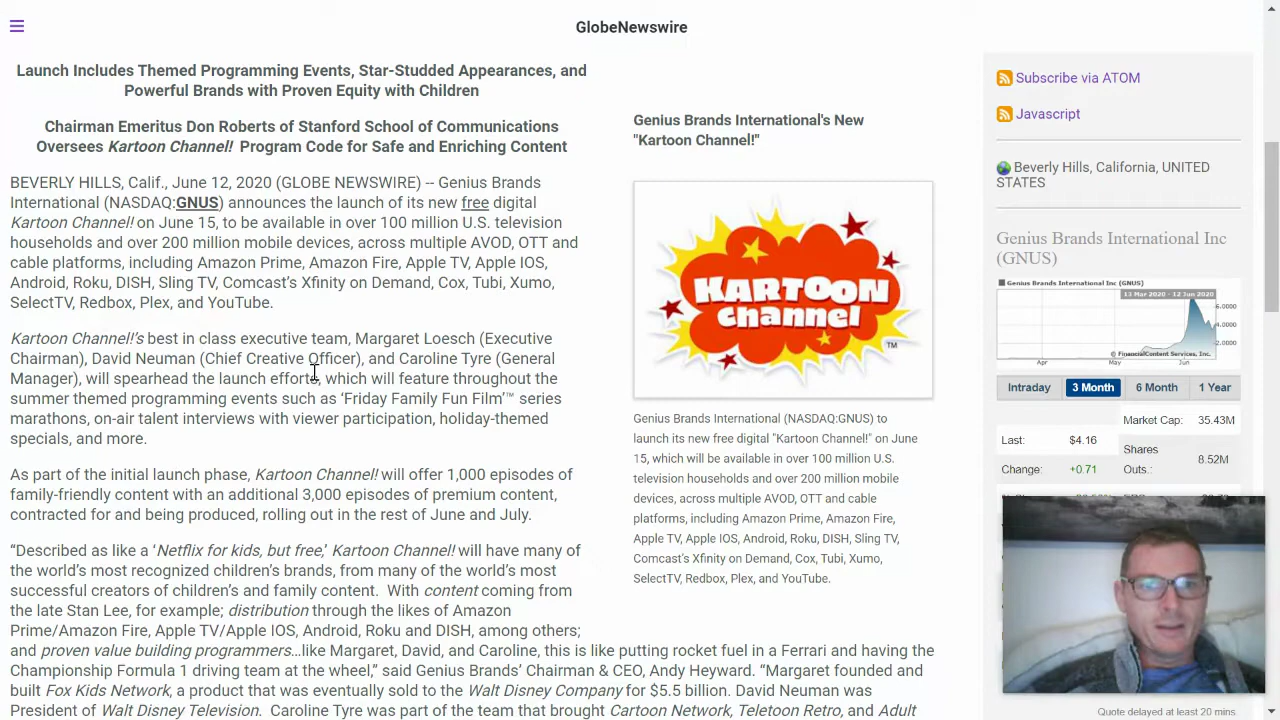 GlobeNewswire
Launch Includes Themed Programming Events, Star-Studded Appearances, and
Powerful Brands with Proven Equity with Children
Chairman Emeritus Don Roberts of Stanford School of Communications
Oversees Kartoon Channel! Program Code for Safe and Enriching Content
BEVERLY HILLS, Calif., June 12, 2020 (GLOBE NEWSWIRE) -- Genius Brands
International (NASDAQ:GNUS) announces the launch of its new free digital
Kartoon Channel! on June 15, to be available in over 100 million U.S. television
households and over 200 million mobile devices, across multiple AVOD, OTT and
cable platforms, including Amazon Prime, Amazon Fire, Apple TV, Apple IOS,
Android, Roku, DISH, Sling TV, Comcast's Xfinity on Demand, Cox, Tubi, Xumo,
SelectTV, Redbox, Plex, and YouTube.
Kartoon Channel!'s best in class executive team, Margaret Loesch (Executive
Chairman), David Neuman (Chief Creative Officer), and Caroline Tyre (General
Manager), will spearhead the launch efforts, which will feature throughout the
summer themed programming events such as ‘Friday Family Fun Film’™ series
marathons, on-air talent interviews with viewer participation, holiday-themed
specials, and more.
As part of the initial launch phase, Kartoon Channel! will offer 1,000 episodes of
family-friendly content with an additional 3,000 episodes of premium content,
contracted for and being produced, rolling out in the rest of June and July.
“Described as like a ‘Netflix for kids, but free,’ Kartoon Channel! will have many of
the world’s most recognized children’s brands, from many of the world’s most
successful creators of children’s and family content. With content coming from
the late Stan Lee, for example; distribution through the likes of Amazon
Prime/Amazon Fire, Apple TV/Apple IOS, Android, Roku and DISH, among others;
and proven value building programmers…like Margaret, David, and Caroline, this is like putting rocket fuel in a Ferrari and having the
Championship Formula 1 driving team at the wheel,” said Genius Brands’ Chairman & CEO, Andy Heyward. “Margaret founded and
built Fox Kids Network, a product that was eventually sold to the Walt Disney Company for $5.5 billion. David Neuman was
President of Walt Disney Television. Caroline Tyre was part of the team that brought Cartoon Network, Teletoon Retro, and Adult
Genius Brands International's New
"Kartoon Channel!"
KARTOON
channel
TM
Genius Brands International (NASDAQ:GNUS) to
launch its new free digital "Kartoon Channel!" on June
15, which will be available in over 100 million U.S.
television households and over 200 million mobile
devices, across multiple AVOD, OTT and cable
platforms, including Amazon Prime, Amazon Fire,
Apple TV, Apple IOS, Android, Roku, DISH, Sling TV,
Comcast's Xfinity on Demand, Cox, Tubi, Xumo,
SelectTV, Redbox, Plex, and YouTube.
Subscribe via ATOM
Javascript
Beverly Hills, California, UNITED
STATES
Genius Brands International Inc
(GNUS)
Genius Brands International Inc (GNUS)
13 Mar 2020 - 12 Jun 2020
6.0000
4.0000
2.0000
Apr May Jun
© FinancialContent Services, Inc.
Intraday 3 Month 6 Month 1 Year
Last: $4.16
Change: +0.71
Market Cap: 35.43M
Shares
Outs.: 8.52M
Quote delayed at least 20 mins.